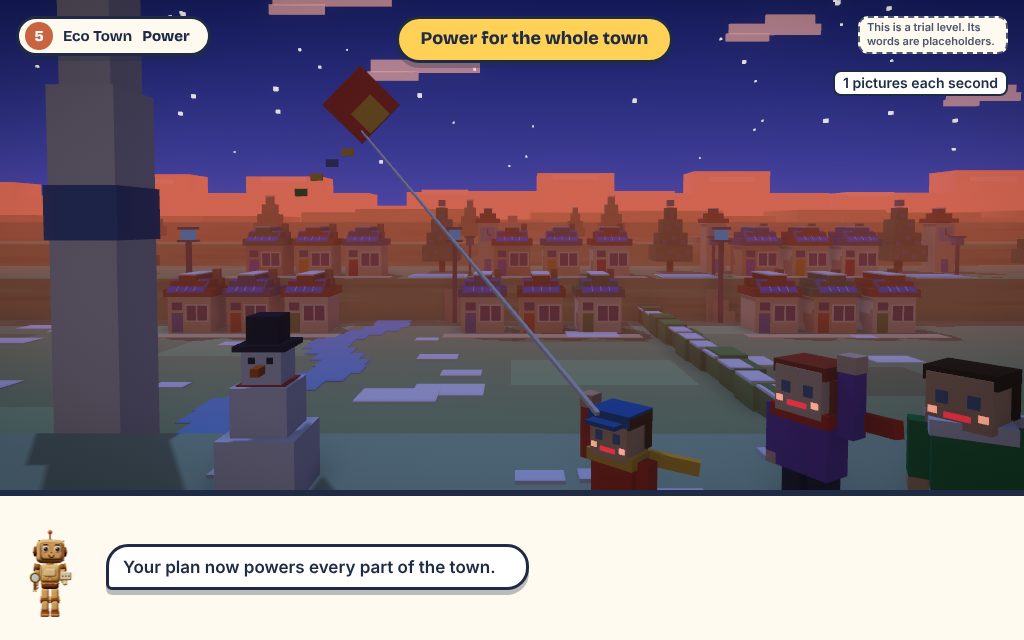 5 Eco Town Power
Power for the whole town
This is a trial level. Its
words are placeholders.
1 pictures each second
Your plan now powers every part of the town.